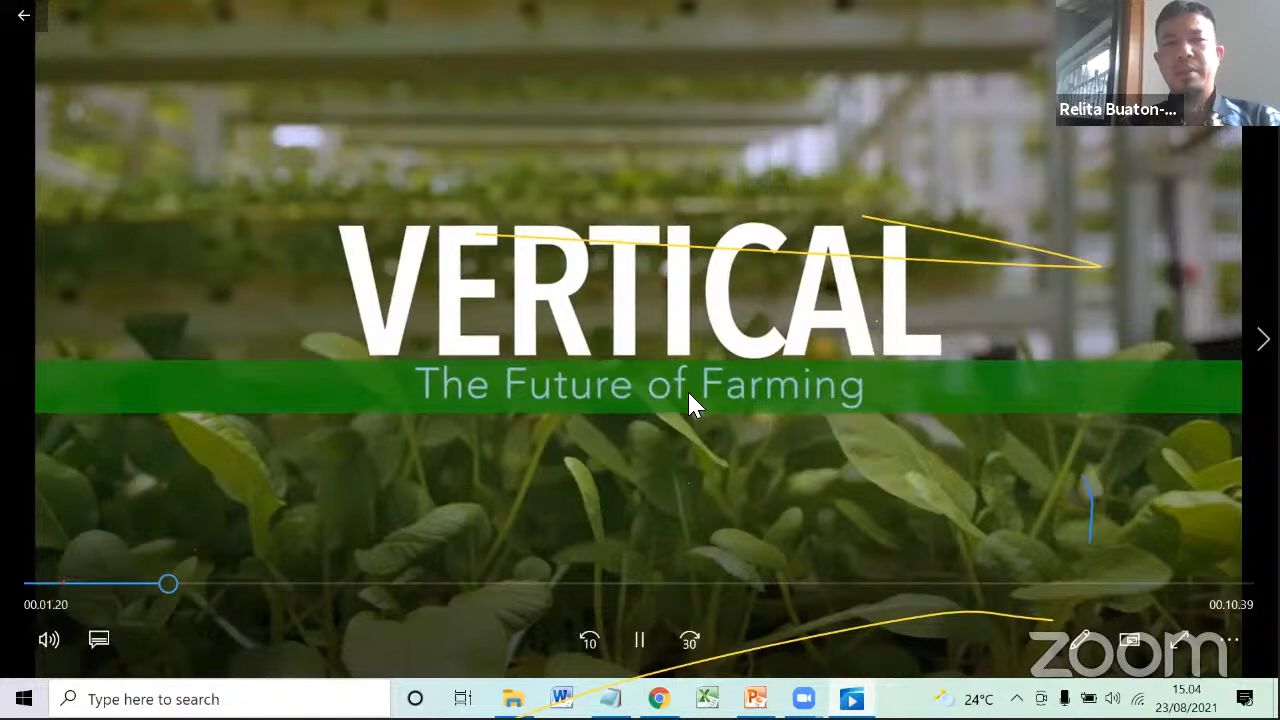 Relita Buaton-...
VERTICAL
The Future of Farming
00.01.20
00.10.39
10
30
zoom
Type here to search
24°C
15.04
23/08/2021